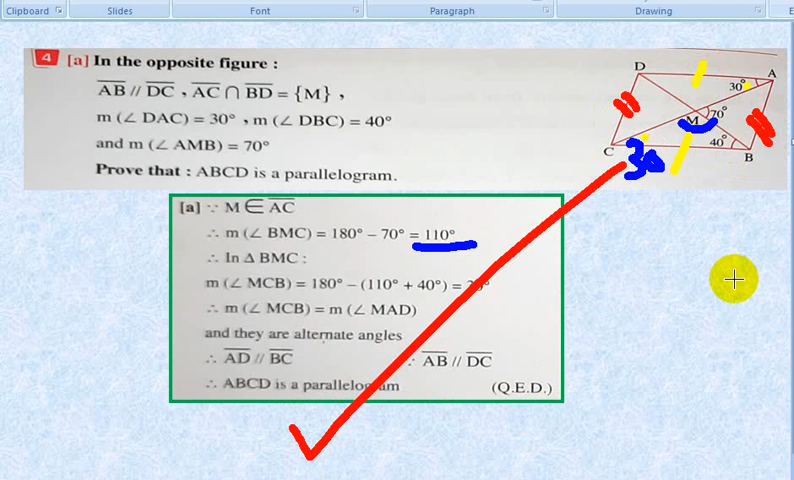 Clipboard Slides Font Paragraph Drawing
4 [a] In the opposite figure :
AB // DC , AC ∩ BD = {M} ,
m (∠ DAC) = 30° , m (∠ DBC) = 40°
and m (∠ AMB) = 70°
Prove that : ABCD is a parallelogram.
D A
30°
M 70°
C 40° B
30
[a] ∵ M ∈ AC
∴ m (∠ BMC) = 180° – 70° = 110°
∴ In Δ BMC :
m (∠ MCB) = 180° – (110° + 40°) =
∴ m (∠ MCB) = m (∠ MAD)
and they are alternate angles
∴ AD // BC ∵ AB // DC
∴ ABCD is a parallelogram (Q.E.D.)